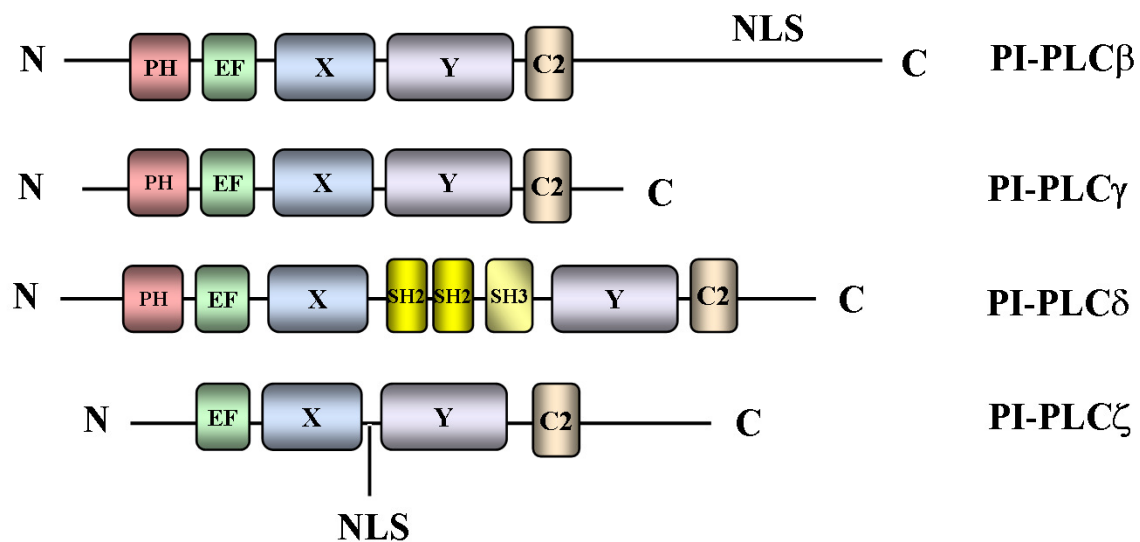 NLS
N PH EF X Y C2 C PI-PLCβ
N PH EF X Y C2 C PI-PLCγ
N PH EF X SH2 SH2 SH3 Y C2 C PI-PLCδ
N EF X Y C2 C PI-PLCζ
NLS